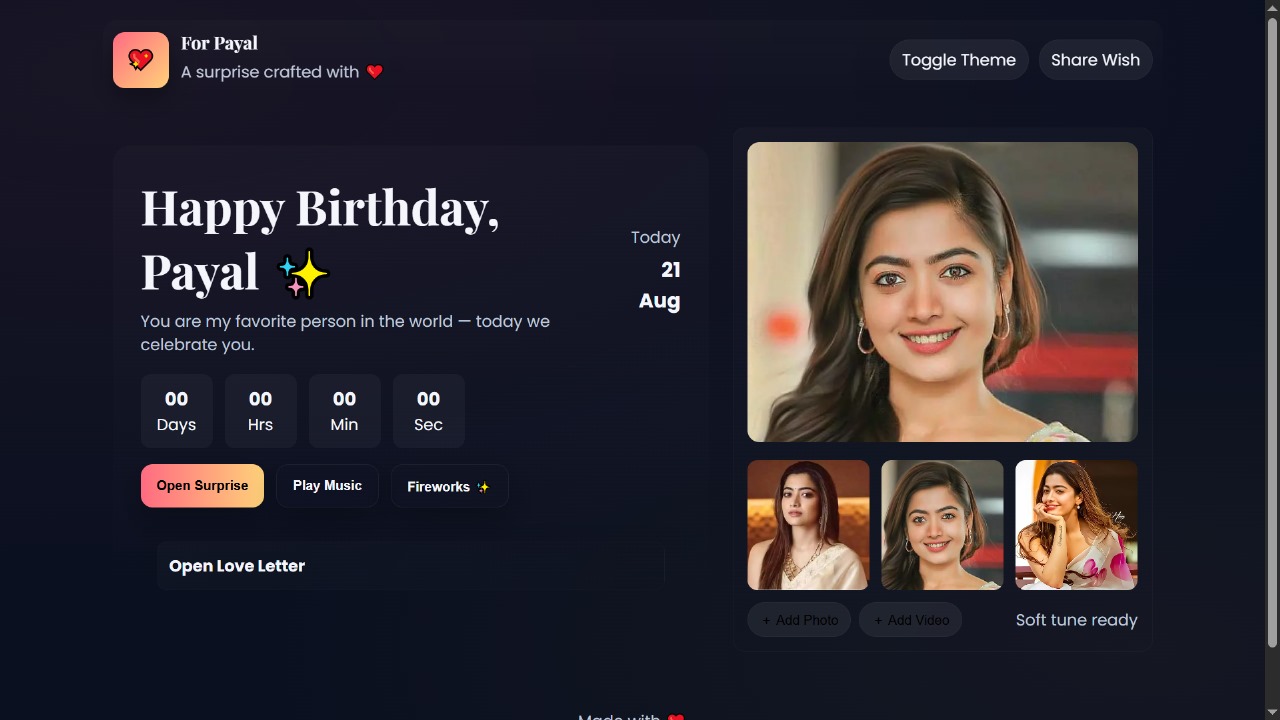 For Payal
A surprise crafted with ❤️
Toggle Theme
Share Wish
Happy Birthday,
Payal ✨
You are my favorite person in the world — today we
celebrate you.
Today
21
Aug
00
Days
00
Hrs
00
Min
00
Sec
Open Surprise
Play Music
Fireworks ✨
Open Love Letter
+ Add Photo
+ Add Video
Soft tune ready
Made with ❤️